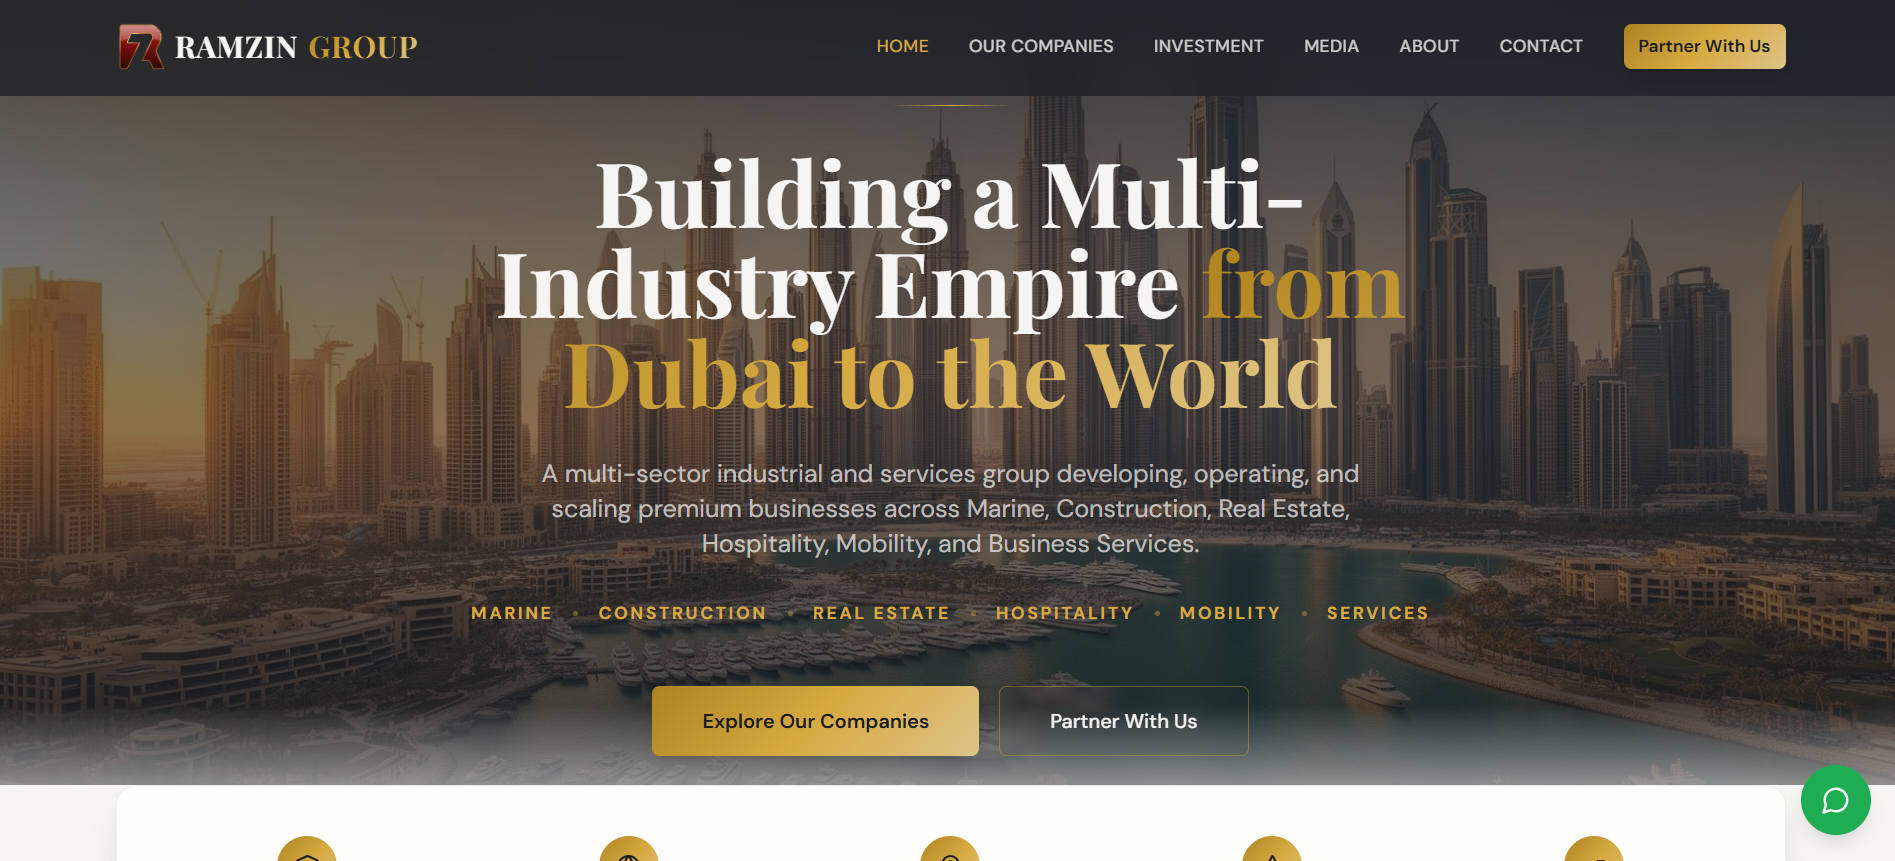 RAMZIN GROUP
HOME
OUR COMPANIES
INVESTMENT
MEDIA
ABOUT
CONTACT
Partner With Us
Building a Multi-
Industry Empire from
Dubai to the World
A multi-sector industrial and services group developing, operating, and
scaling premium businesses across Marine, Construction, Real Estate,
Hospitality, Mobility, and Business Services.
MARINE • CONSTRUCTION • REAL ESTATE • HOSPITALITY • MOBILITY • SERVICES
Explore Our Companies
Partner With Us